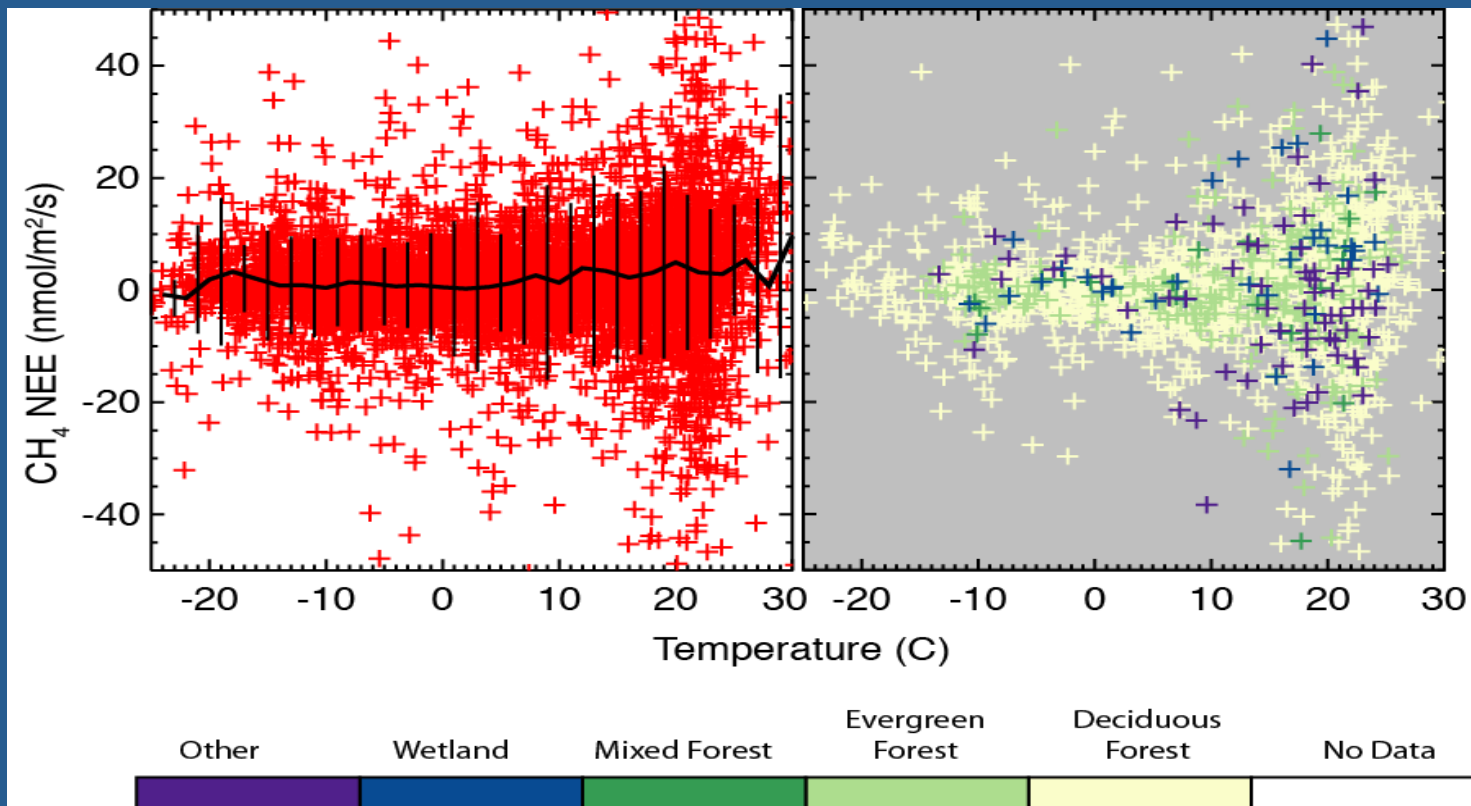 CH4 NEE (nmol/m²/s)
40
20
0
-20
-40
-20 -10 0 10 20 30 -20 -10 0 10 20 30
Temperature (C)
Other Wetland Mixed Forest Evergreen Forest Deciduous Forest No Data